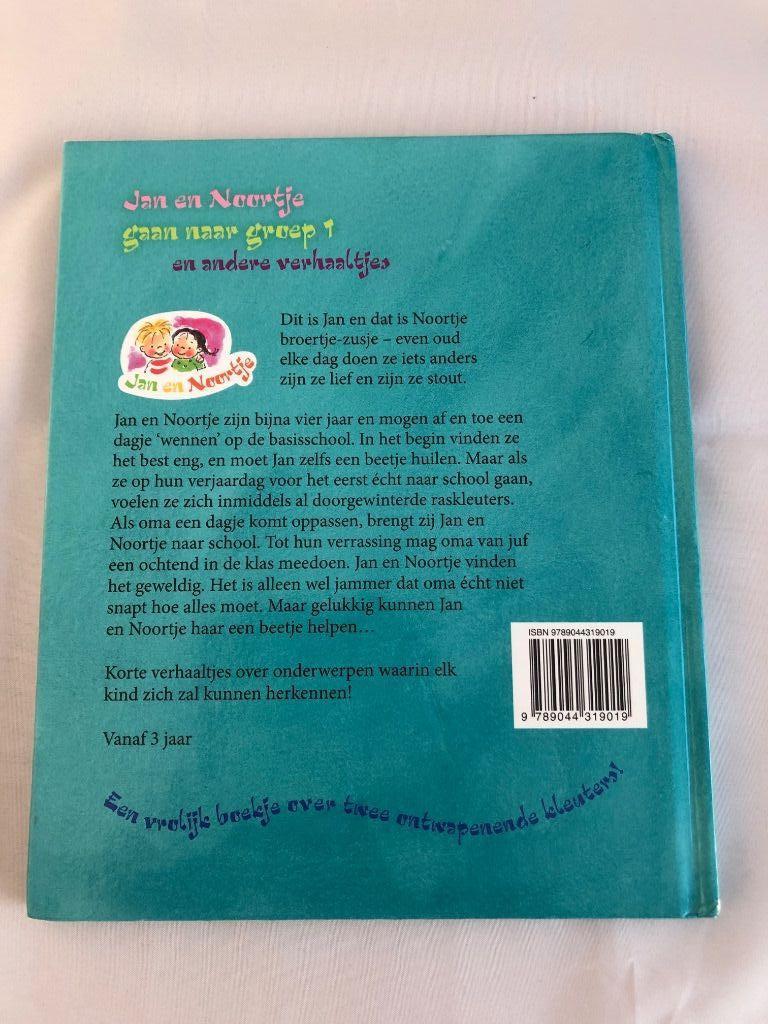 Jan en Noortje
gaan naar groep 1
en andere verhaaltjes
Jan en Noortje
Dit is Jan en dat is Noortje
broertje-zusje – even oud
elke dag doen ze iets anders
zijn ze lief en zijn ze stout.
Jan en Noortje zijn bijna vier jaar en mogen af en toe een
dagje ‘wennen’ op de basisschool. In het begin vinden ze
het best eng, en moet Jan zelfs een beetje huilen. Maar als
ze op hun verjaardag voor het eerst écht naar school gaan,
voelen ze zich inmiddels al doorgewinterde raskleuters.
Als oma een dagje komt oppassen, brengt zij Jan en
Noortje naar school. Tot hun verrassing mag oma van juf
een ochtend in de klas meedoen. Jan en Noortje vinden
het geweldig. Het is alleen wel jammer dat oma écht niet
snapt hoe alles moet. Maar gelukkig kunnen Jan
en Noortje haar een beetje helpen…
Korte verhaaltjes over onderwerpen waarin elk
kind zich zal kunnen herkennen!
Vanaf 3 jaar
ISBN 9789044319019
9 789044 319019
Een vrolijk boekje over twee ontwapenende kleuters!